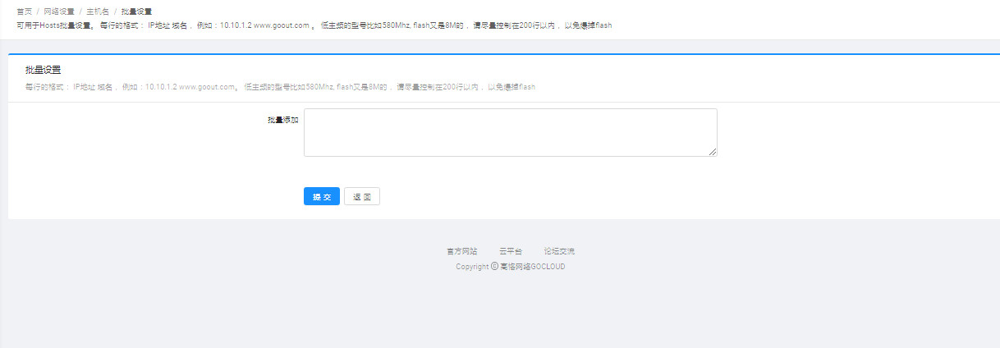 首页 / 网络设置 / 主机名 / 批量设置
可用于Hosts批量设置。 每行的格式： IP地址 域名， 例如：10.10.1.2 www.goout.com 。 低主频的型号比如580Mhz, flash又是8M的， 请尽量控制在200行以内， 以免爆掉flash
批量设置
每行的格式： IP地址 域名， 例如：10.10.1.2 www.goout.com。 低主频的型号比如580Mhz, flash又是8M的， 请尽量控制在200行以内， 以免爆掉flash
批量添加
提 交 返 回
官方网站 云平台 论坛交流
Copyright © 高恪网络GOCLOUD